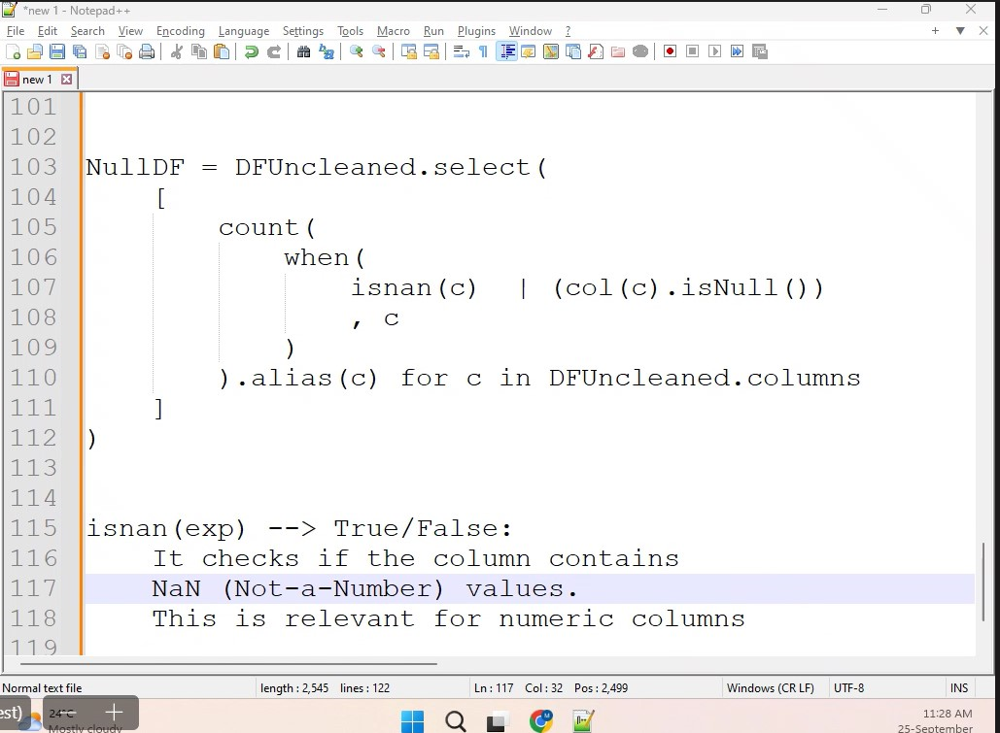 *new 1 - Notepad++
File Edit Search View Encoding Language Settings Tools Macro Run Plugins Window ?
new 1
101
102
103 NullDF = DFUncleaned.select(
104 [
105 count(
106 when(
107 isnan(c) | (col(c).isNull())
108 , c
109 )
110 ).alias(c) for c in DFUncleaned.columns
111 ]
112 )
113
114
115 isnan(exp) --> True/False:
116 It checks if the column contains
117 NaN (Not-a-Number) values.
118 This is relevant for numeric columns
119
Normal text file length : 2,545 lines : 122 Ln : 117 Col : 32 Pos : 2,499 Windows (CR LF) UTF-8 INS
est) 24°C 11:28 AM
Mostly cloudy 25-September